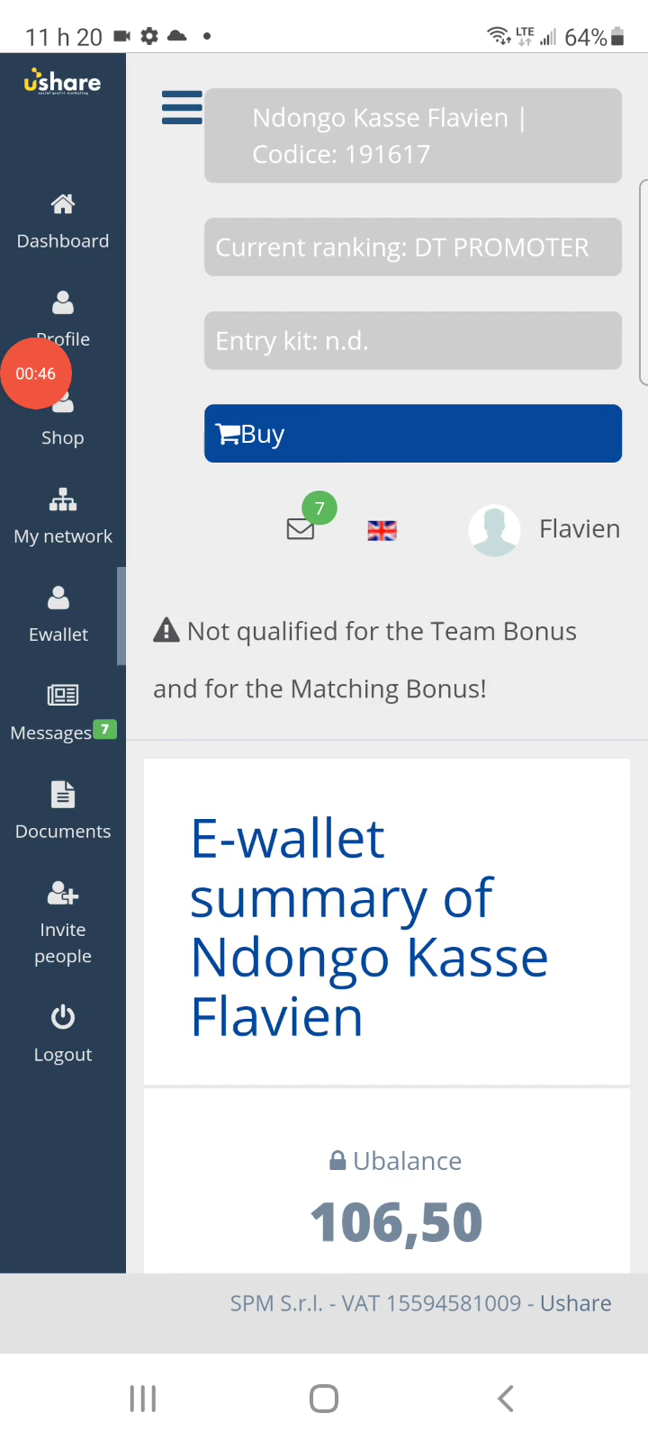 11 h 20
LTE
64%
ushare
social profit marketing
Ndongo Kasse Flavien |
Codice: 191617
Dashboard
Current ranking: DT PROMOTER
Profile
Entry kit: n.d.
00:46
Shop
Buy
My network
7
Flavien
Ewallet
Not qualified for the Team Bonus
and for the Matching Bonus!
Messages 7
Documents
E-wallet
summary of
Ndongo Kasse
Flavien
Invite
people
Logout
Ubalance
106,50
SPM S.r.l. - VAT 15594581009 - Ushare